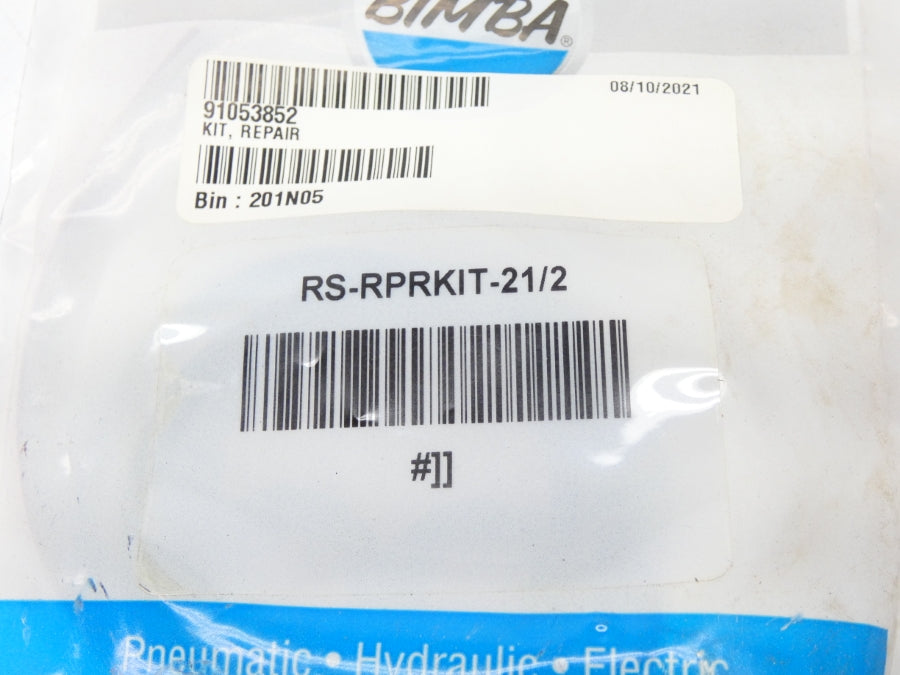 BIMBA®
08/10/2021
91053852
KIT, REPAIR
Bin : 201N05
RS-RPRKIT-21/2
#]]
Pneumatic • Hydraulic • Electric